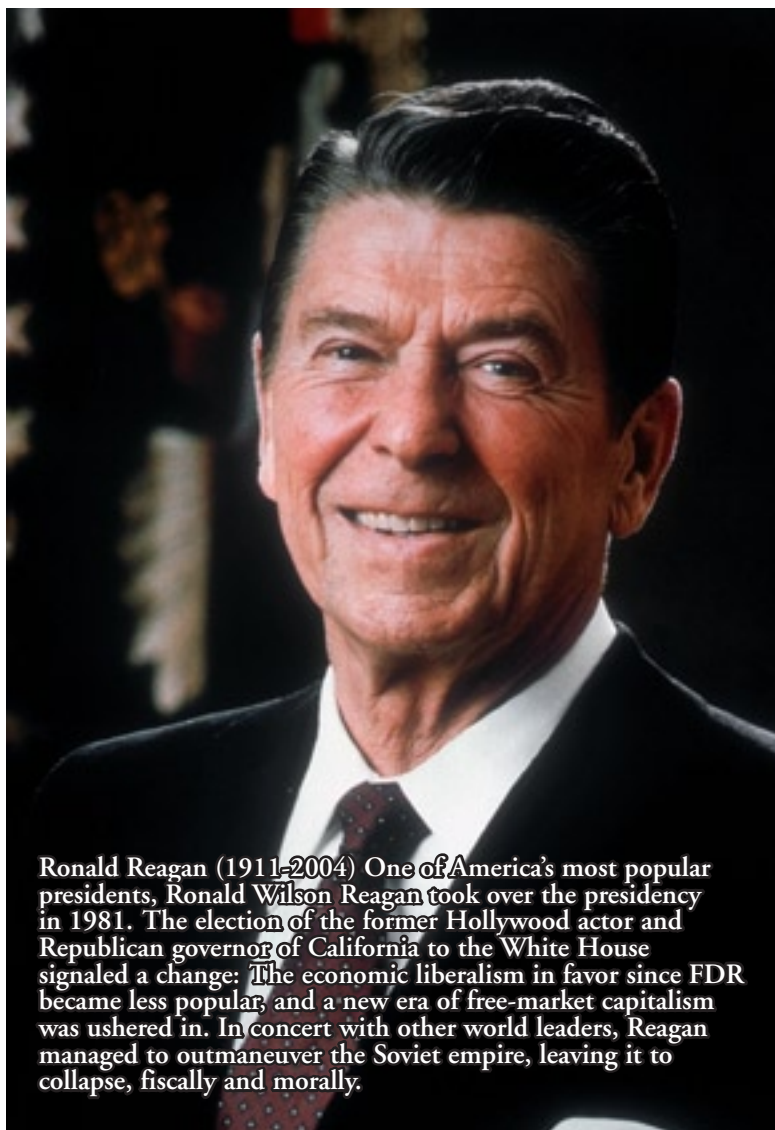 Ronald Reagan (1911-2004) One of America’s most popular
presidents, Ronald Wilson Reagan took over the presidency
in 1981. The election of the former Hollywood actor and
Republican governor of California to the White House
signaled a change: The economic liberalism in favor since FDR
became less popular, and a new era of free-market capitalism
was ushered in. In concert with other world leaders, Reagan
managed to outmaneuver the Soviet empire, leaving it to
collapse, fiscally and morally.